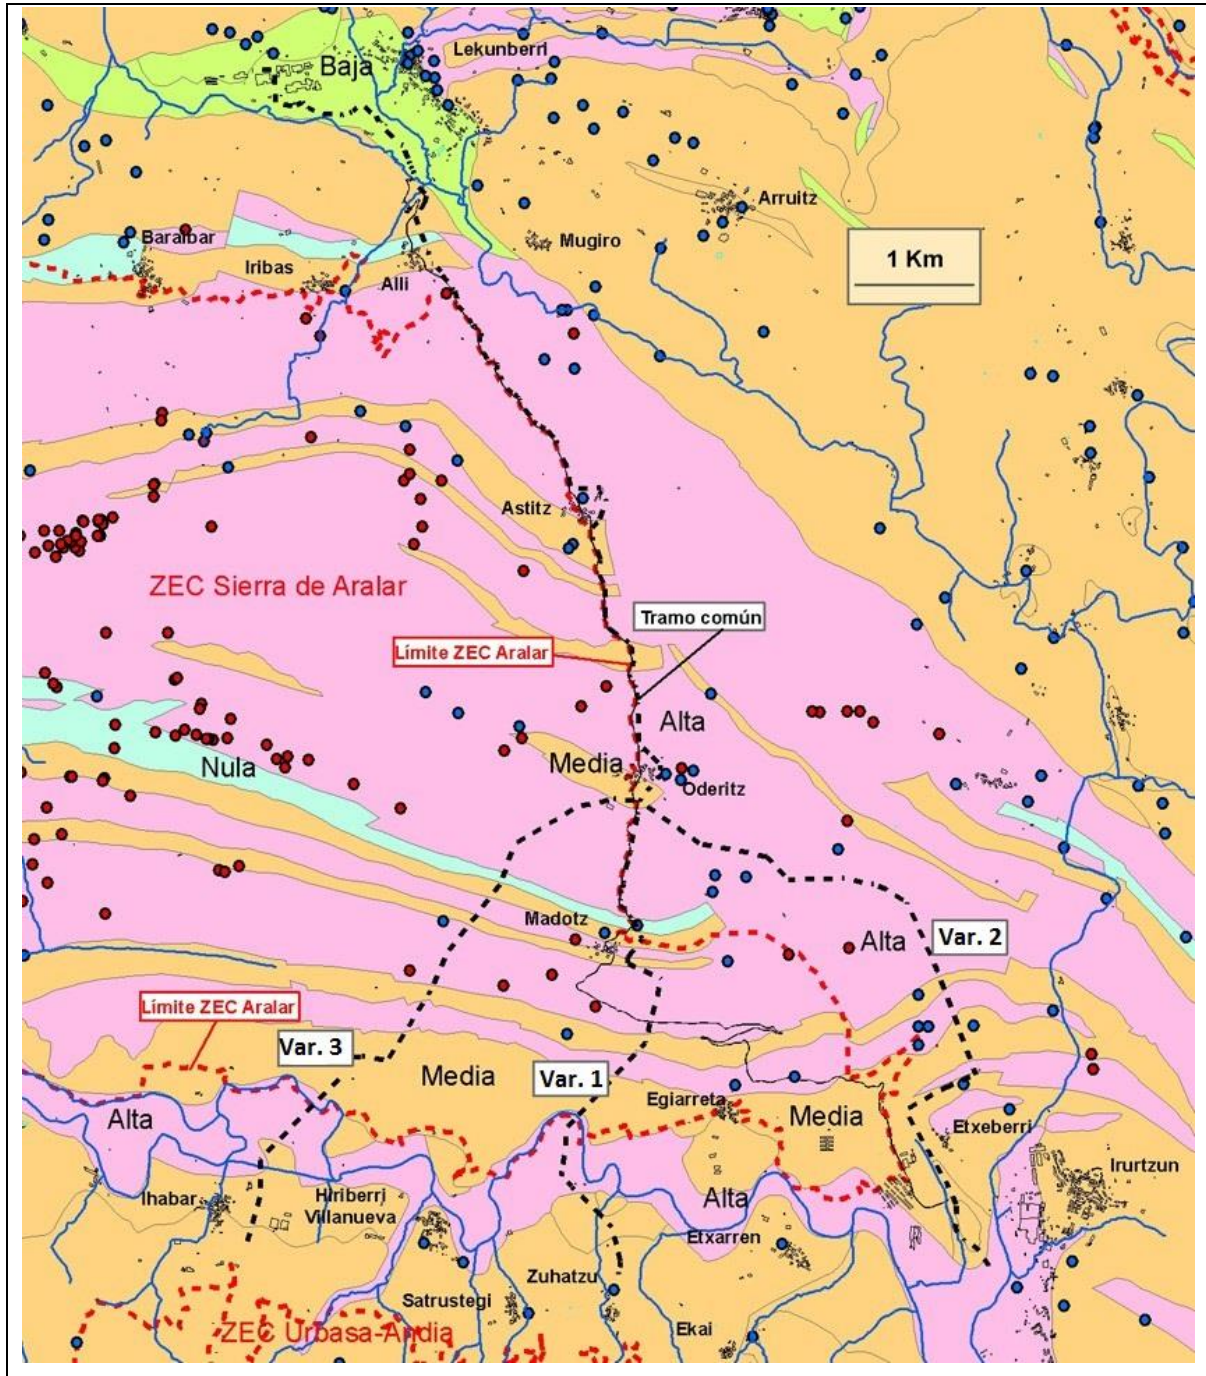 Lekunberri
Baja
Arruitz
Baraibar
Mugiro
Iribas
Alli
1 Km
Astitz
ZEC Sierra de Aralar
Tramo común
Límite ZEC Aralar
Alta
Nula
Media
Oderitz
Madotz
Alta
Var. 2
Límite ZEC Aralar
Var. 3
Media
Var. 1
Egiarreta
Media
Alta
Etxeberri
Irurtzun
Ihabar
Hiriberri
Villanueva
Alta
Etxarren
Zuhatzu
Satrustegi
ZEC Urbasa-Andia
Ekai